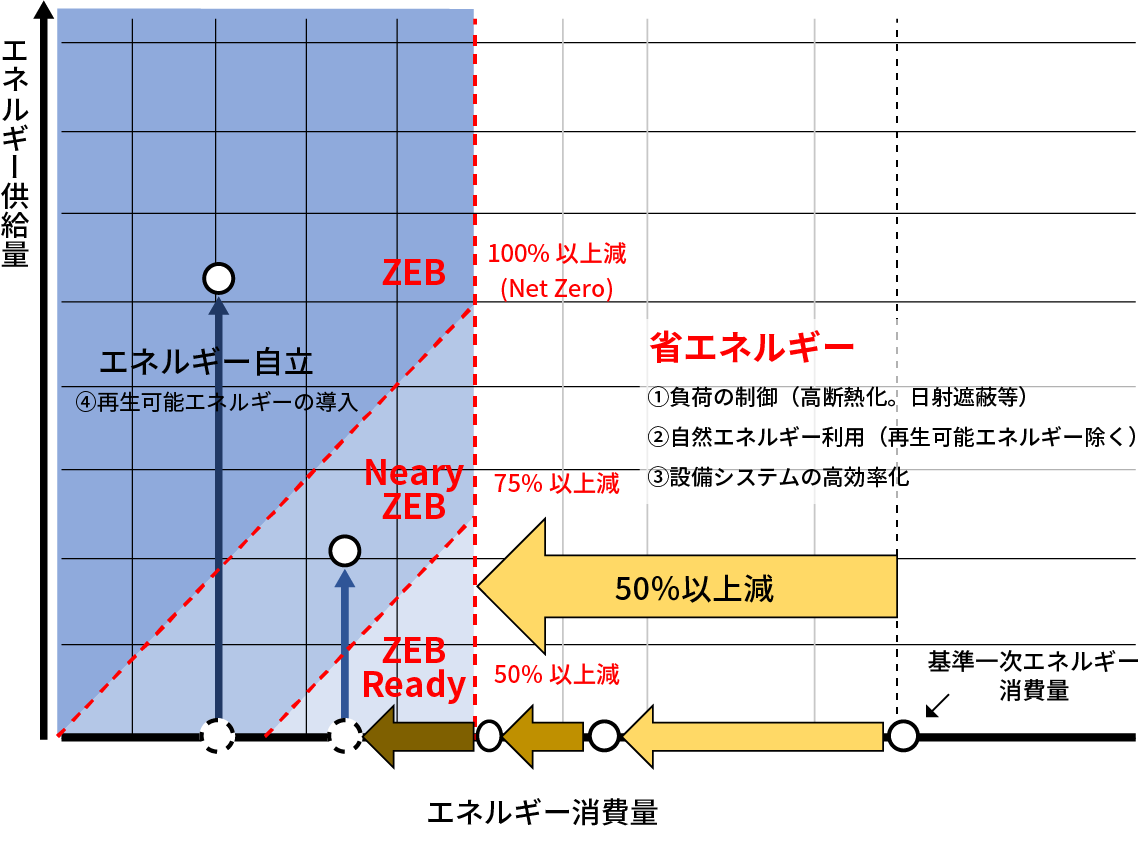 エネルギー供給量
ZEB
100% 以上減
(Net Zero)
エネルギー自立
④再生可能エネルギーの導入
省エネルギー
①負荷の制御（高断熱化。日射遮蔽等）
②自然エネルギー利用（再生可能エネルギー除く）
③設備システムの高効率化
Neary
ZEB
75% 以上減
50%以上減
ZEB
Ready
50% 以上減
基準一次エネルギー
消費量
エネルギー消費量